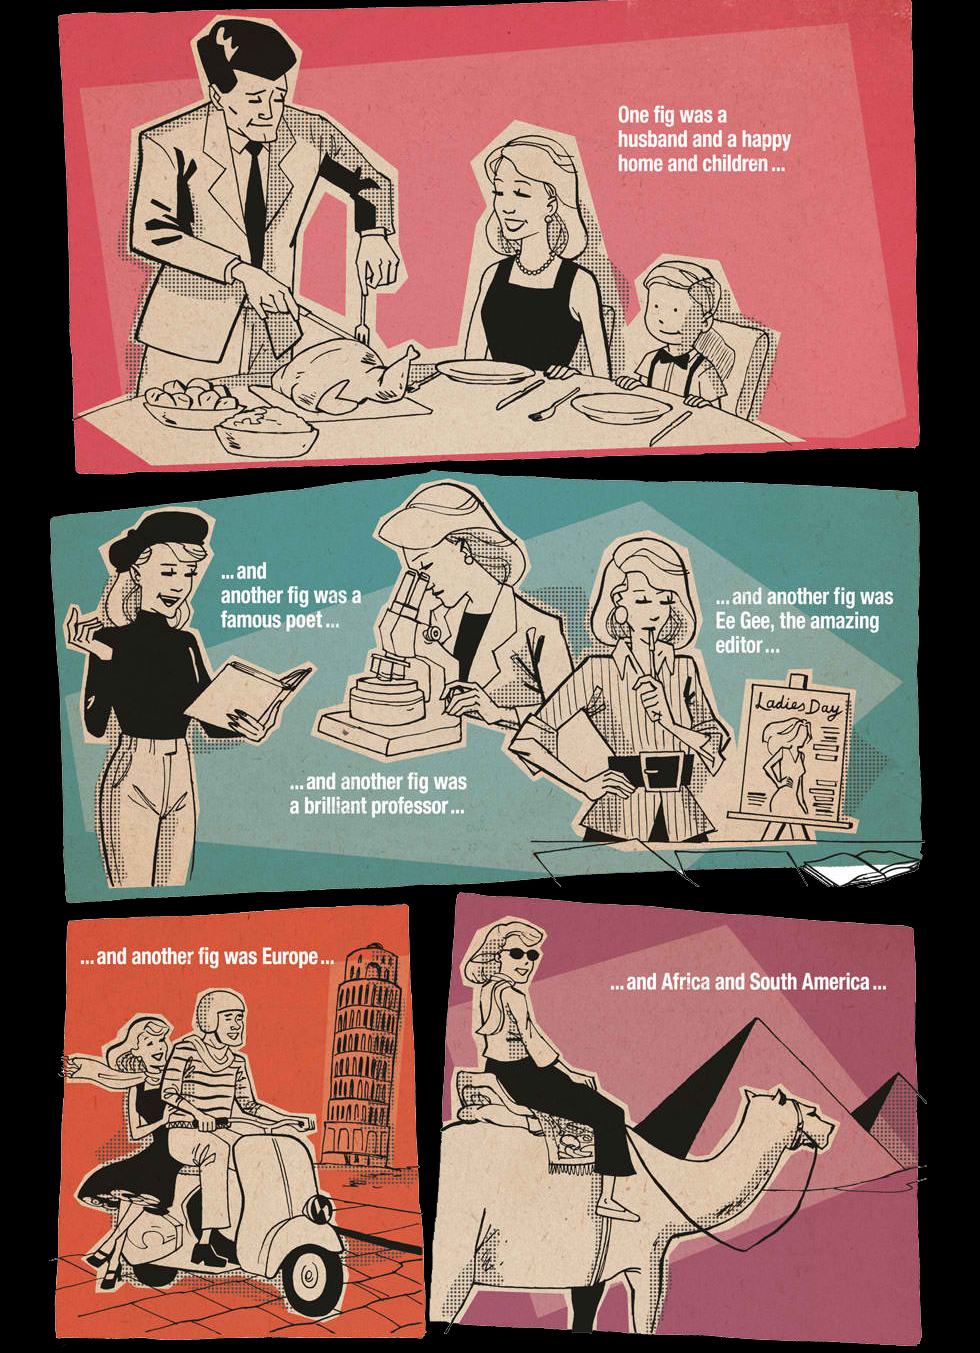 One fig was a
husband and a happy
home and children ...
... and
another fig was a
famous poet ...
... and another fig was
a brilliant professor ...
... and another fig was
Ee Gee, the amazing
editor ...
Ladies Day
... and another fig was Europe ...
... and Africa and South America ...